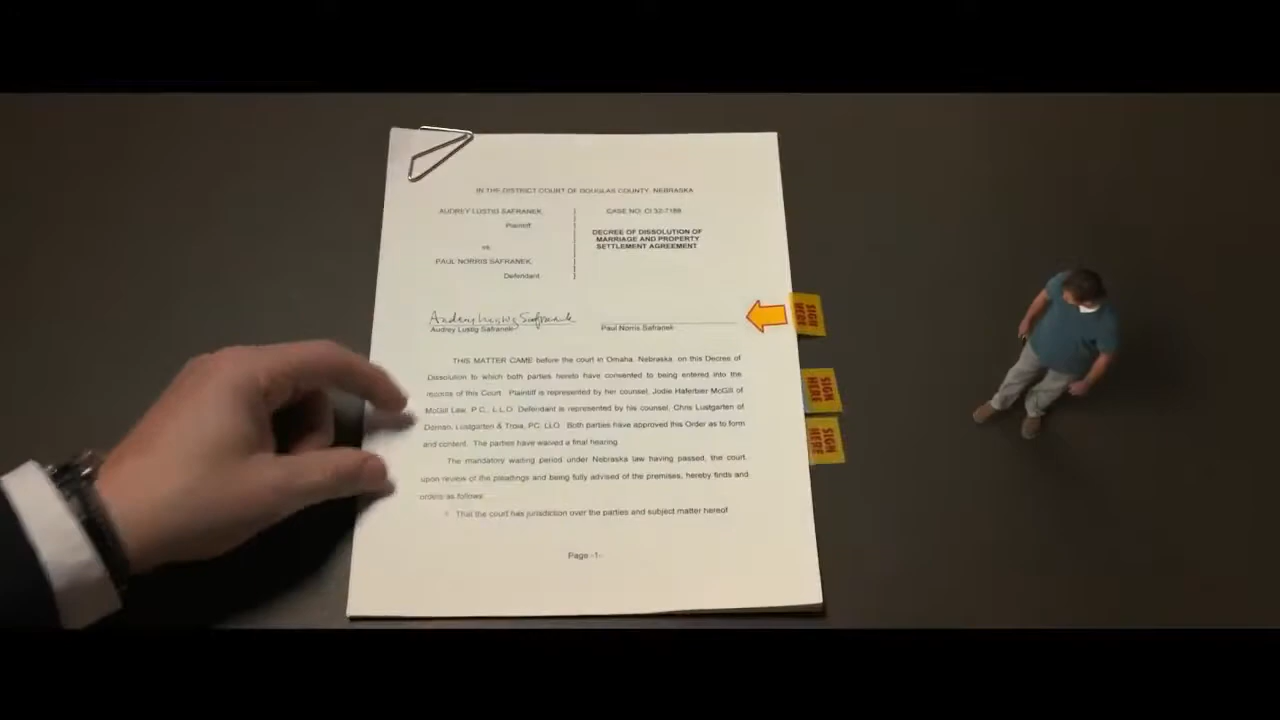 IN THE DISTRICT COURT OF DOUGLAS COUNTY, NEBRASKA
AUDREY LUSTIG SAFRANEK,
Plaintiff
vs.
PAUL NORRIS SAFRANEK,
Defendant.
CASE NO: CI 32-7189
DECREE OF DISSOLUTION OF
MARRIAGE AND PROPERTY
SETTLEMENT AGREEMENT
Audrey Lustig Safranek
Audrey Lustig Safranek
Paul Norris Safranek
SIGN HERE
SIGN HERE
SIGN HERE
THIS MATTER CAME before the court in Omaha, Nebraska, on this Decree of
Dissolution to which both parties hereto have consented to being entered into the
records of this Court. Plaintiff is represented by her counsel, Jodie Haferbier McGill of
McGill Law, P.C., L.L.O. Defendant is represented by his counsel, Chris Lustgarten of
Dornan, Lustgarten & Troia, PC, LLO. Both parties have approved this Order as to form
and content. The parties have waived a final hearing.
The mandatory waiting period under Nebraska law having passed, the court,
upon review of the pleattings and being fully advised of the premises, hereby finds and
orders as follows:
That the court has jurisdiction over the parties and subject matter hereof
Page -1-